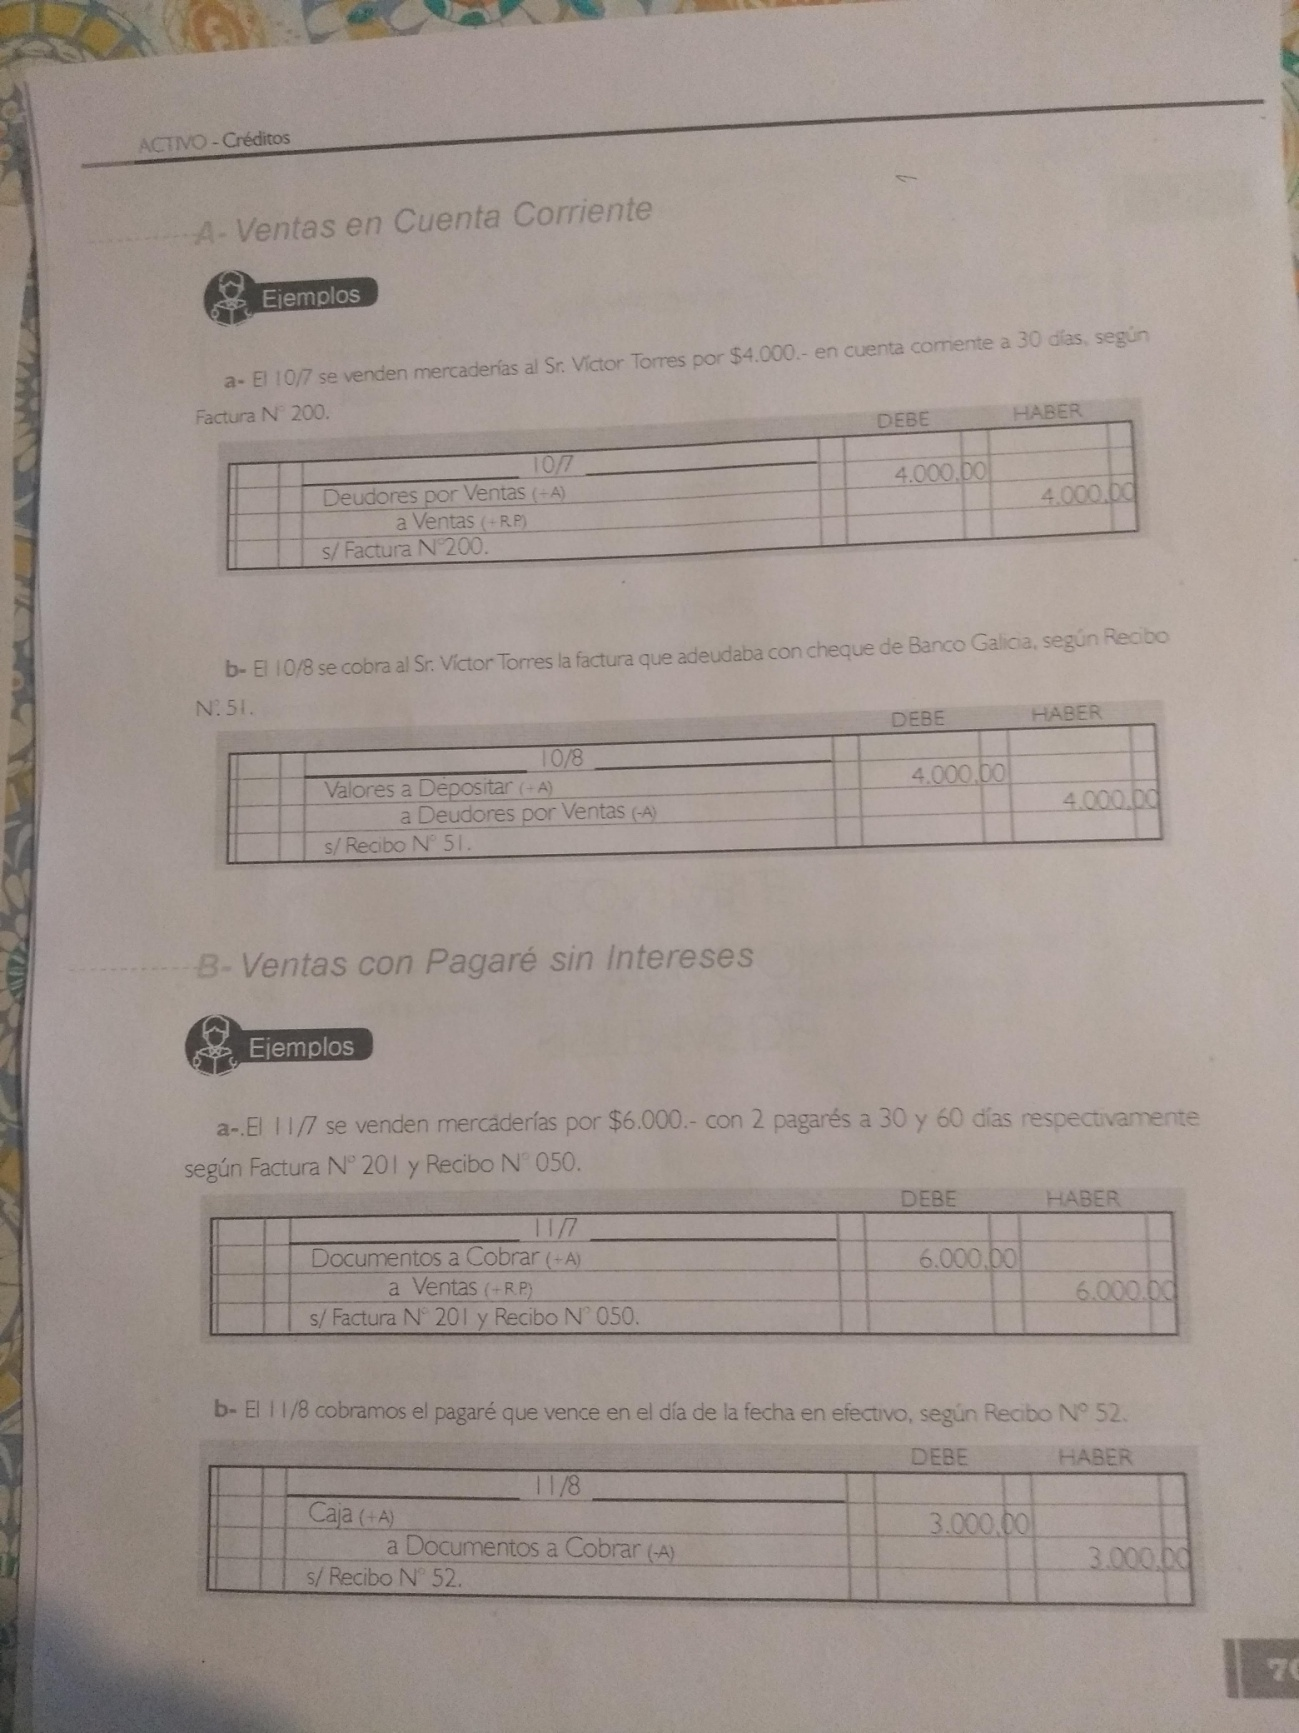 ACTIVO - Créditos
A- Ventas en Cuenta Corriente
Ejemplos
a- El 10/7 se venden mercaderías al Sr. Víctor Torres por $4.000.- en cuenta corriente a 30 días, según
Factura N° 200.
DEBE HABER
10/7
Deudores por Ventas (+A) 4.000,00
a Ventas (+R.P.) 4.000,00
s/ Factura N°200.
b- El 10/8 se cobra al Sr. Víctor Torres la factura que adeudaba con cheque de Banco Galicia, según Recibo
N°. 51.
DEBE HABER
10/8
Valores a Depositar (+A) 4.000,00
a Deudores por Ventas (-A) 4.000,00
s/ Recibo N° 51.
B- Ventas con Pagaré sin Intereses
Ejemplos
a-.El 11/7 se venden mercaderías por $6.000.- con 2 pagarés a 30 y 60 días respectivamente
según Factura N° 201 y Recibo N° 050.
DEBE HABER
11/7
Documentos a Cobrar (+A) 6.000,00
a Ventas (+R.P.) 6.000,00
s/ Factura N° 201 y Recibo N° 050.
b- El 11/8 cobramos el pagaré que vence en el día de la fecha en efectivo, según Recibo N° 52.
DEBE HABER
11/8
Caja (+A) 3.000,00
a Documentos a Cobrar (-A) 3.000,00
s/ Recibo N° 52.